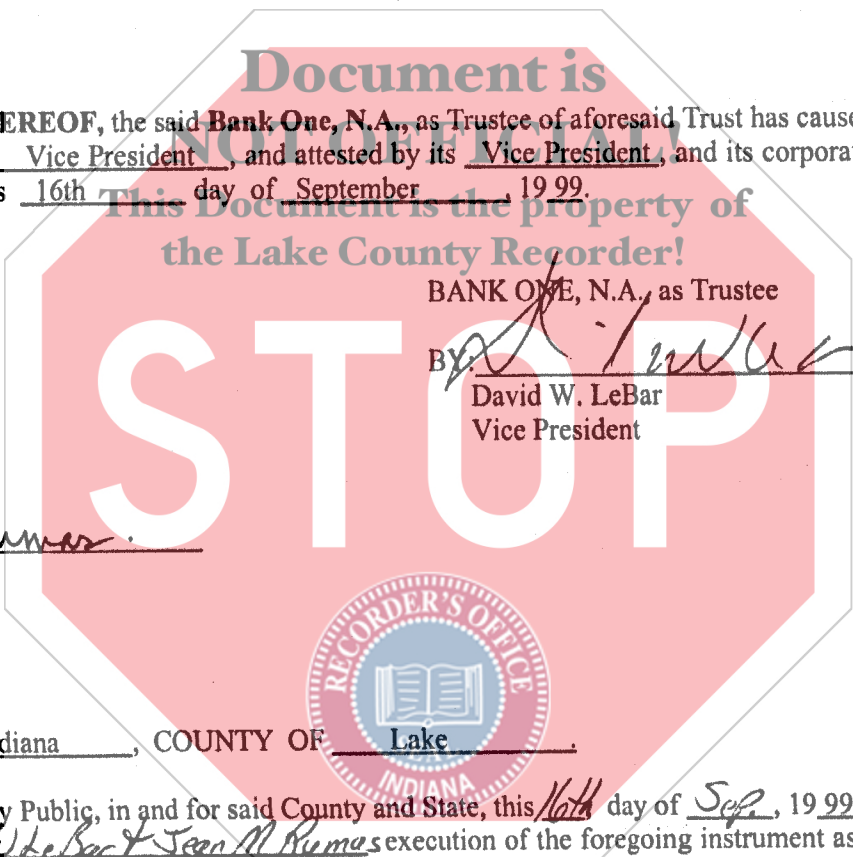 Document is
EREOF, the said Bank One, N.A., as Trustee of aforesaid Trust has cause
NOT OFFICIAL!
Vice President, and attested by its Vice President, and its corporat
s 16th day of September, 19 99.
This Document is the property of
the Lake County Recorder!
BANK ONE, N.A., as Trustee
STOP
BY:
David W. LeBar
Vice President
RECORDER'S OFFICE
diana, COUNTY OF Lake.
INDIANA
y Public, in and for said County and State, this 16th day of Sep., 19 99
LeBar & Jean M Rumas execution of the foregoing instrument as